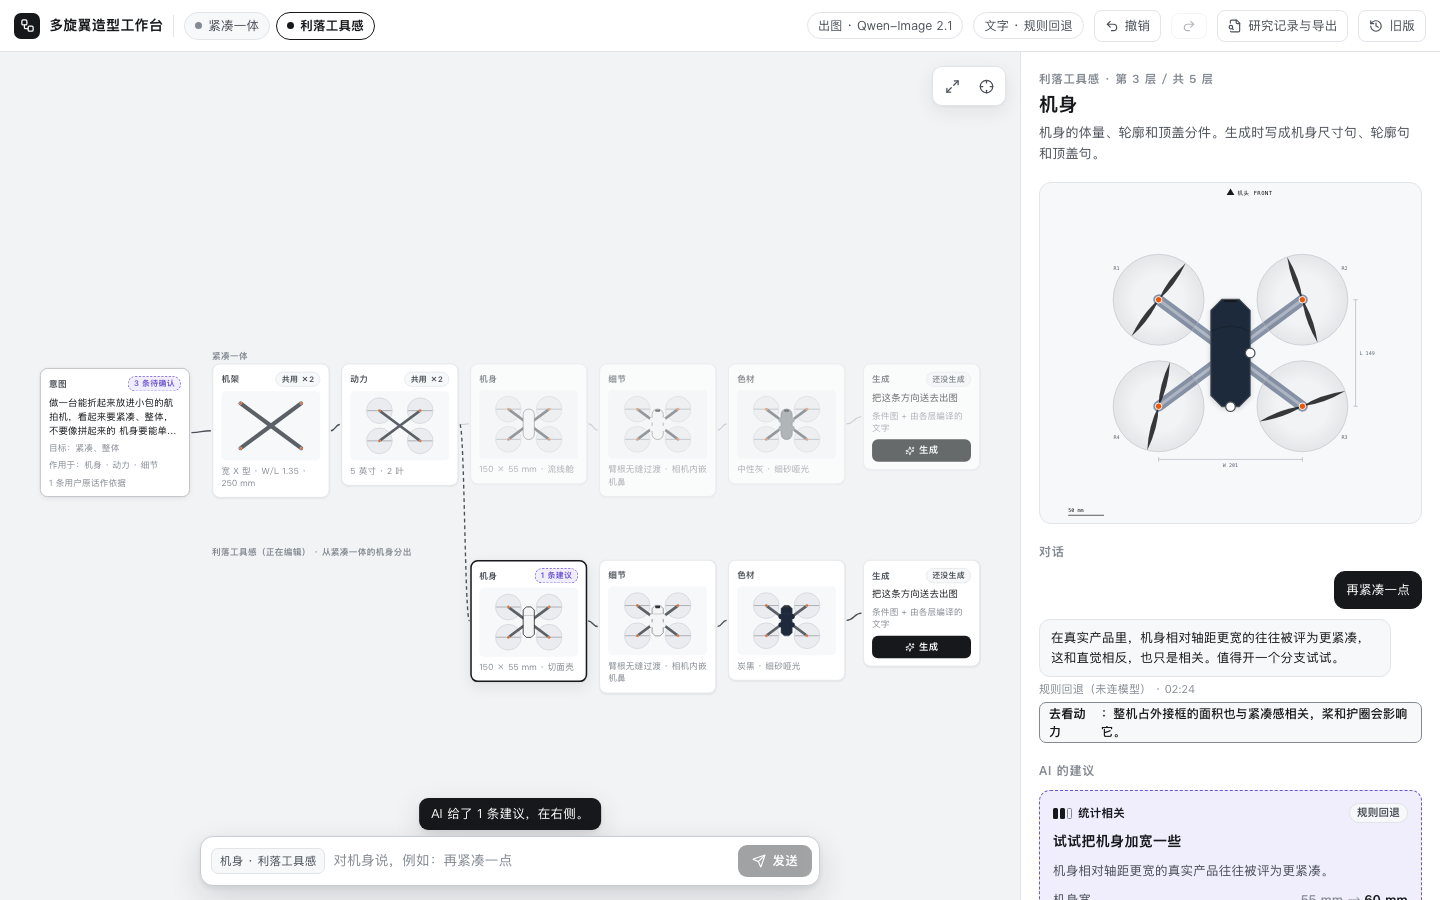 多旋翼造型工作台
紧凑一体
利落工具感
出图 · Qwen-Image 2.1
文字 · 规则回退
撤销
研究记录与导出
旧版
紧凑一体
意图
3 条待确认
做一台能折起来放进小包的航
拍机，看起来要紧凑、整体，
不要像拼起来的 机身要能单...
目标：紧凑、整体
作用于：机身 · 动力 · 细节
1 条用户原话作依据
机架
共用 ×2
宽 X 型 · W/L 1.35 ·
250 mm
动力
共用 ×2
5 英寸 · 2 叶
机身
150 × 55 mm · 流线舱
细节
臂根无缝过渡 · 相机内嵌
机鼻
色材
中性灰 · 细砂哑光
生成
还没生成
把这条方向送去出图
条件图 + 由各层编译的
文字
生成
利落工具感（正在编辑） · 从紧凑一体的机身分出
机身
1 条建议
150 × 55 mm · 切面壳
细节
臂根无缝过渡 · 相机内嵌
机鼻
色材
炭黑 · 细砂哑光
生成
还没生成
把这条方向送去出图
条件图 + 由各层编译的
文字
生成
AI 给了 1 条建议，在右侧。
机身 · 利落工具感
对机身说，例如：再紧凑一点
发送
利落工具感 · 第 3 层 / 共 5 层
机身
机身的体量、轮廓和顶盖分件。生成时写成机身尺寸句、轮廓句
和顶盖句。
机头 FRONT
R1
R2
L 149
R4
R3
W 201
50 mm
对话
再紧凑一点
在真实产品里，机身相对轴距更宽的往往被评为更紧凑，
这和直觉相反，也只是相关。值得开一个分支试试。
规则回退（未连模型） · 02:24
去看动
力
：整机占外接框的面积也与紧凑感相关，桨和护圈会影响
它。
AI 的建议
统计相关
规则回退
试试把机身加宽一些
机身相对轴距更宽的真实产品往往被评为更紧凑。
机身宽
55 mm → 60 mm